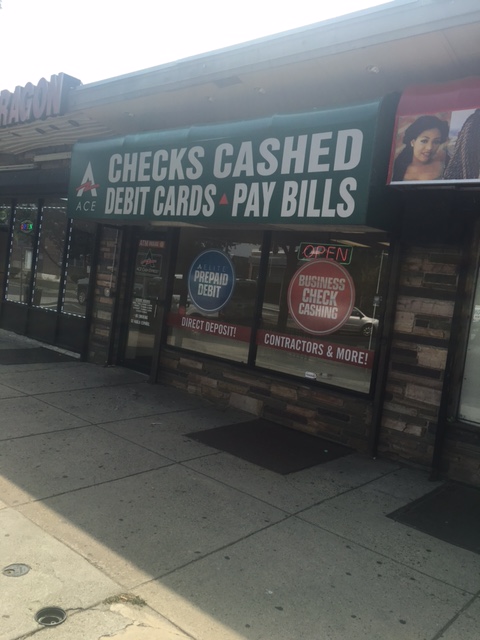 RAGON
ACE
CHECKS CASHED
DEBIT CARDS PAY BILLS
OPEN
PREPAID
DEBIT
DIRECT DEPOSIT!
BUSINESS
CHECK
CASHING
CONTRACTORS & MORE!